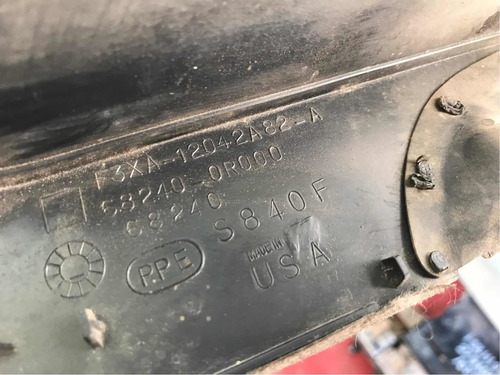 F3XA-12042A82-A
68240-0R000
68240
PPE
S840F
MADE IN
USA